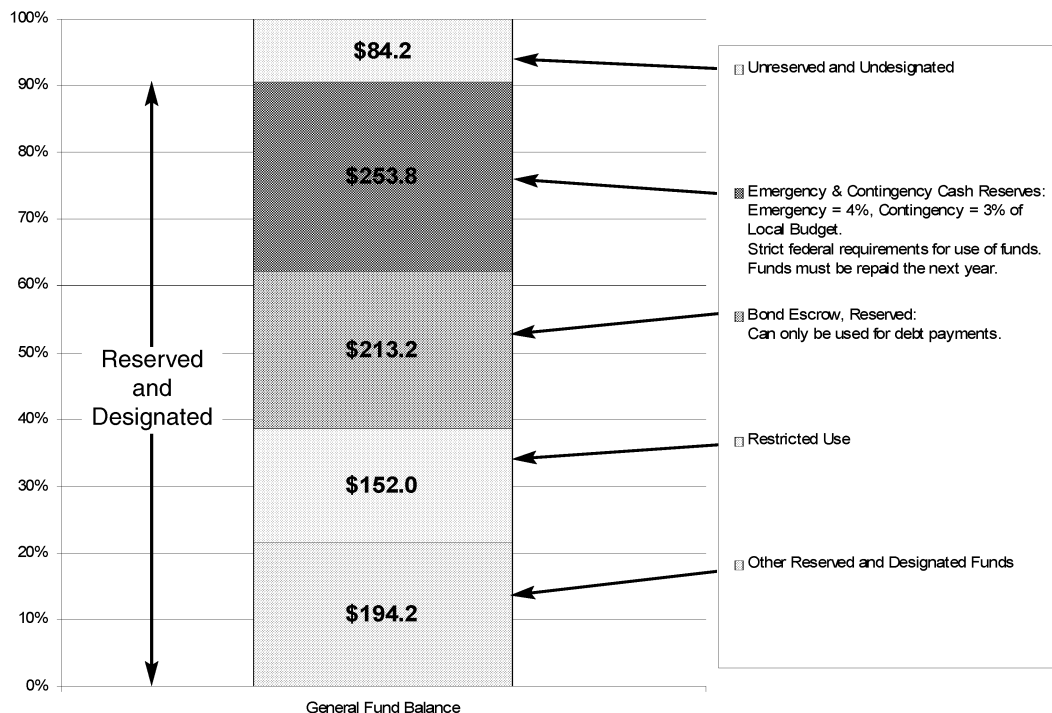 100%
90%
80%
70%
60%
50%
40%
30%
20%
10%
0%
Reserved
and
Designated
$84.2
$253.8
$213.2
$152.0
$194.2
General Fund Balance
Unreserved and Undesignated
Emergency & Contingency Cash Reserves:
Emergency = 4%, Contingency = 3% of
Local Budget.
Strict federal requirements for use of funds.
Funds must be repaid the next year.
Bond Escrow, Reserved:
Can only be used for debt payments.
Restricted Use
Other Reserved and Designated Funds